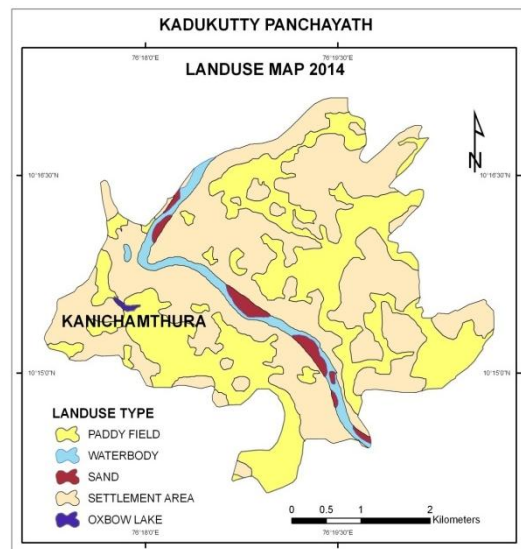 KADUKUTTY PANCHAYATH
76°18'0"E 76°19'30"E
LANDUSE MAP 2014
N
10°16'30"N 10°16'30"N
KANICHAMTHURA
10°15'0"N 10°15'0"N
LANDUSE TYPE
PADDY FIELD
WATERBODY
SAND
SETTLEMENT AREA
OXBOW LAKE
0 0.5 1 2
Kilometers
76°18'0"E 76°19'30"E